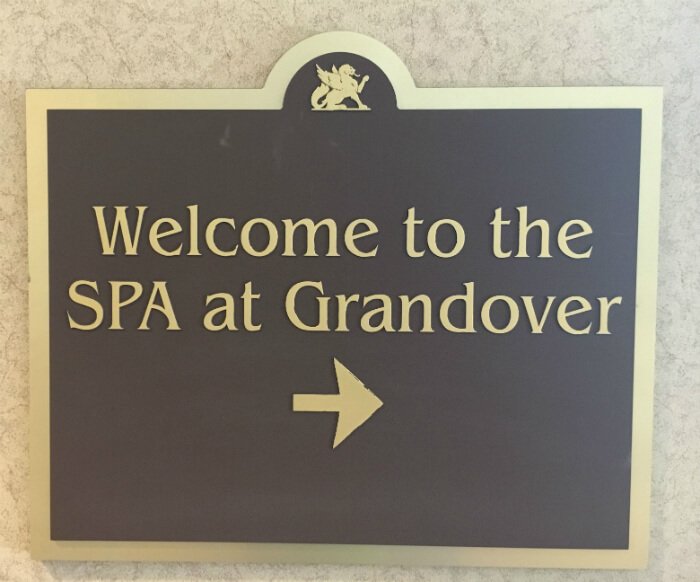 Welcome to the
SPA at Grandover